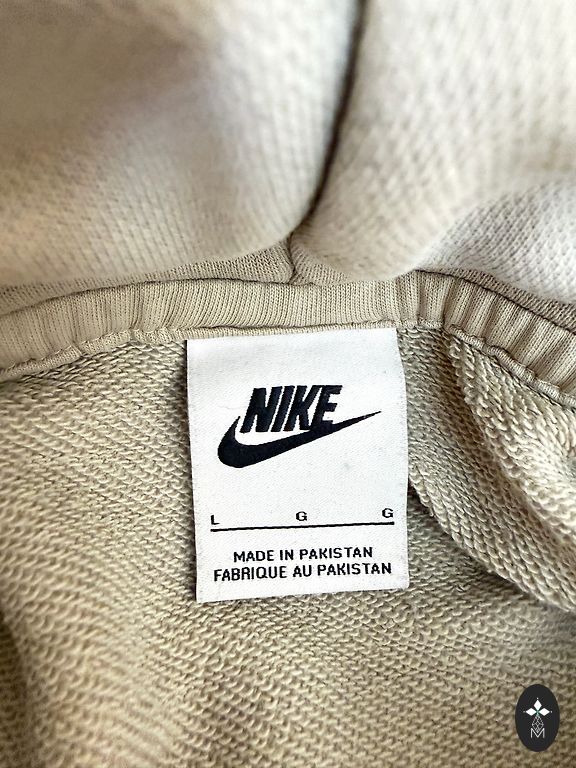 NIKE
L G G
MADE IN PAKISTAN
FABRIQUE AU PAKISTAN
M